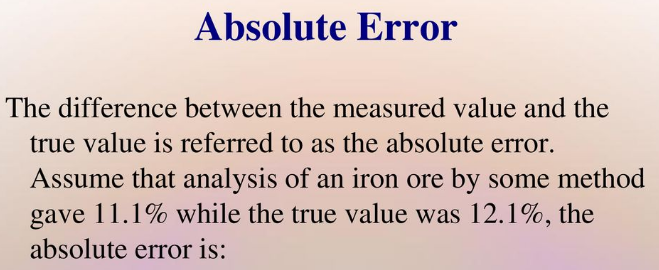 Absolute Error
The difference between the measured value and the
true value is referred to as the absolute error.
Assume that analysis of an iron ore by some method
gave 11.1% while the true value was 12.1%, the
absolute error is: